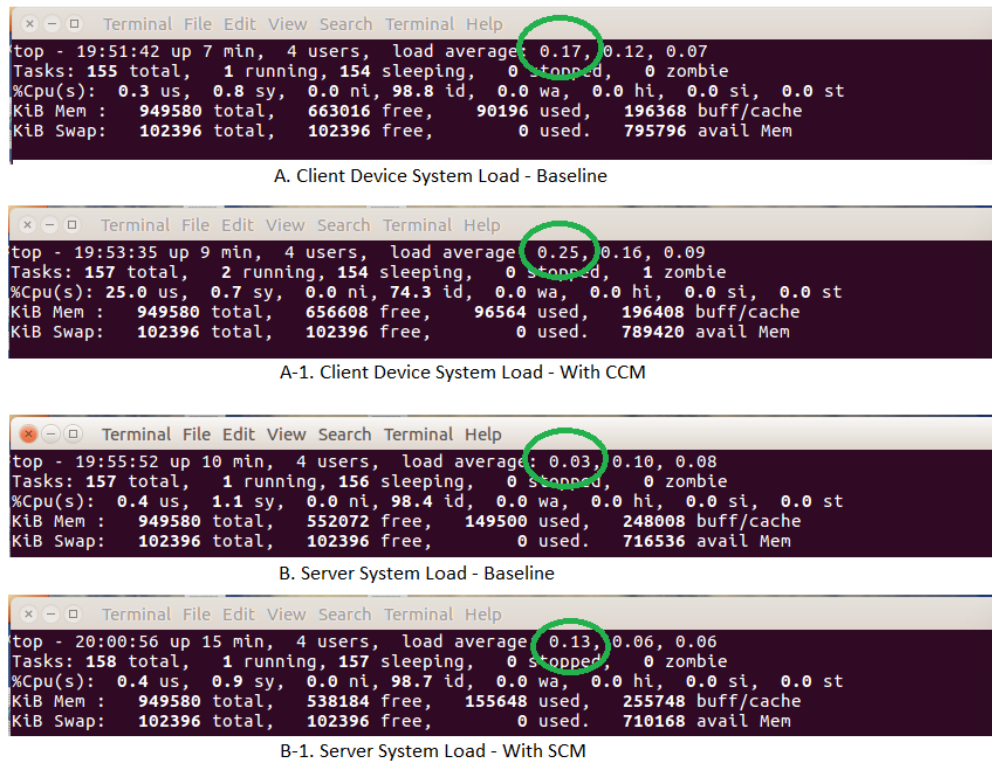 Terminal File Edit View Search Terminal Help
top - 19:51:42 up 7 min, 4 users, load average: 0.17, 0.12, 0.07
Tasks: 155 total, 1 running, 154 sleeping, 0 stopped, 0 zombie
%Cpu(s): 0.3 us, 0.8 sy, 0.0 ni, 98.8 id, 0.0 wa, 0.0 hi, 0.0 si, 0.0 st
KiB Mem : 949580 total, 663016 free, 90196 used, 196368 buff/cache
KiB Swap: 102396 total, 102396 free, 0 used. 795796 avail Mem
A. Client Device System Load - Baseline
Terminal File Edit View Search Terminal Help
top - 19:53:35 up 9 min, 4 users, load average: 0.25, 0.16, 0.09
Tasks: 157 total, 2 running, 154 sleeping, 0 stopped, 1 zombie
%Cpu(s): 25.0 us, 0.7 sy, 0.0 ni, 74.3 id, 0.0 wa, 0.0 hi, 0.0 si, 0.0 st
KiB Mem : 949580 total, 656608 free, 96564 used, 196408 buff/cache
KiB Swap: 102396 total, 102396 free, 0 used. 789420 avail Mem
A-1. Client Device System Load - With CCM
Terminal File Edit View Search Terminal Help
top - 19:55:52 up 10 min, 4 users, load average: 0.03, 0.10, 0.08
Tasks: 157 total, 1 running, 156 sleeping, 0 stopped, 0 zombie
%Cpu(s): 0.4 us, 1.1 sy, 0.0 ni, 98.4 id, 0.0 wa, 0.0 hi, 0.0 si, 0.0 st
KiB Mem : 949580 total, 552072 free, 149500 used, 248008 buff/cache
KiB Swap: 102396 total, 102396 free, 0 used. 716536 avail Mem
B. Server System Load - Baseline
Terminal File Edit View Search Terminal Help
top - 20:00:56 up 15 min, 4 users, load average: 0.13, 0.06, 0.06
Tasks: 158 total, 1 running, 157 sleeping, 0 stopped, 0 zombie
%Cpu(s): 0.4 us, 0.9 sy, 0.0 ni, 98.7 id, 0.0 wa, 0.0 hi, 0.0 si, 0.0 st
KiB Mem : 949580 total, 538184 free, 155648 used, 255748 buff/cache
KiB Swap: 102396 total, 102396 free, 0 used. 710168 avail Mem
B-1. Server System Load - With SCM